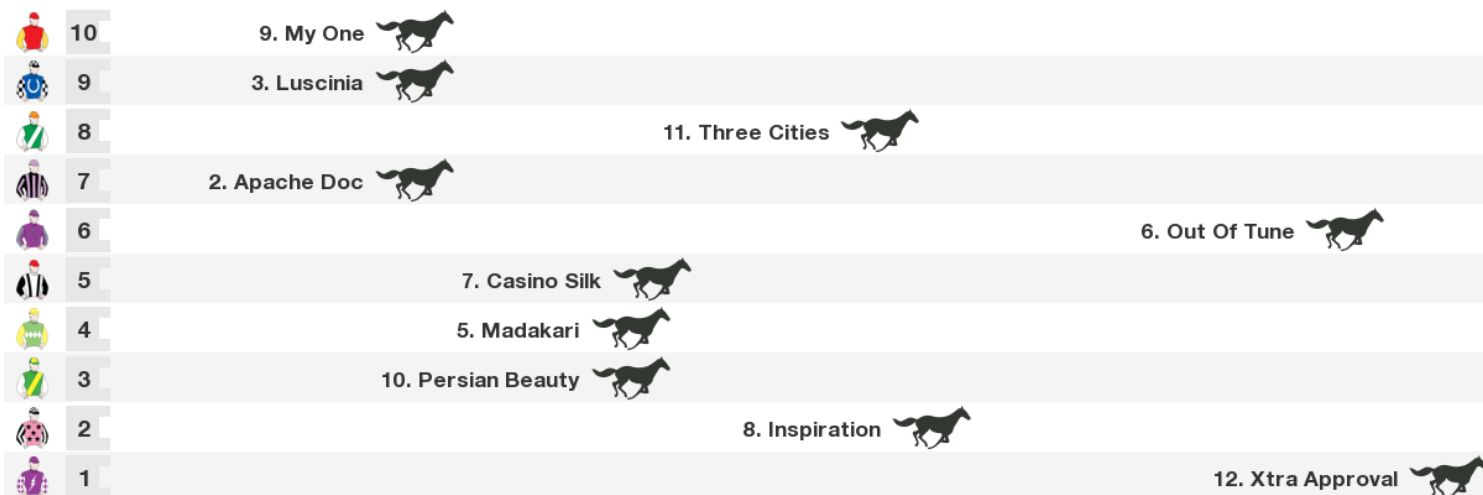 10 9. My One
9 3. Luscinia
8 11. Three Cities
7 2. Apache Doc
6 6. Out Of Tune
5 7. Casino Silk
4 5. Madakari
3 10. Persian Beauty
2 8. Inspiration
1 12. Xtra Approval